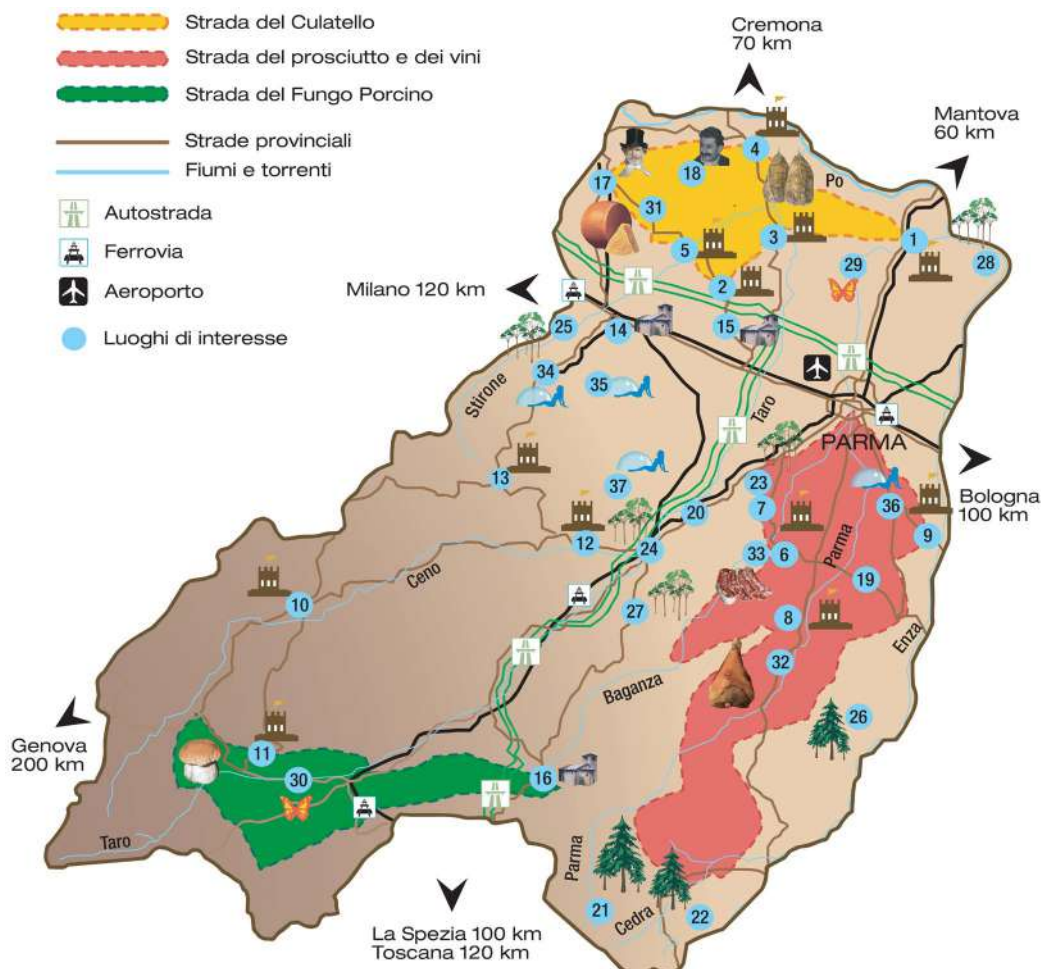 Strada del Culatello
Strada del prosciutto e dei vini
Strada del Fungo Porcino
Strade provinciali
Fiumi e torrenti
Autostrada
Ferrovia
Aeroporto
Luoghi di interesse
Cremona
70 km
Mantova
60 km
Milano 120 km
Po
4
18
17
31
3
5
1
29
28
2
25
14
15
34
35
Stirone
Taro
PARMA
Bologna
100 km
13
37
23
7
20
36
9
12
24
33
6
Parma
19
Ceno
10
27
8
Enza
32
Baganza
26
Genova
200 km
11
30
16
Taro
Parma
21
Cedra
22
La Spezia 100 km
Toscana 120 km